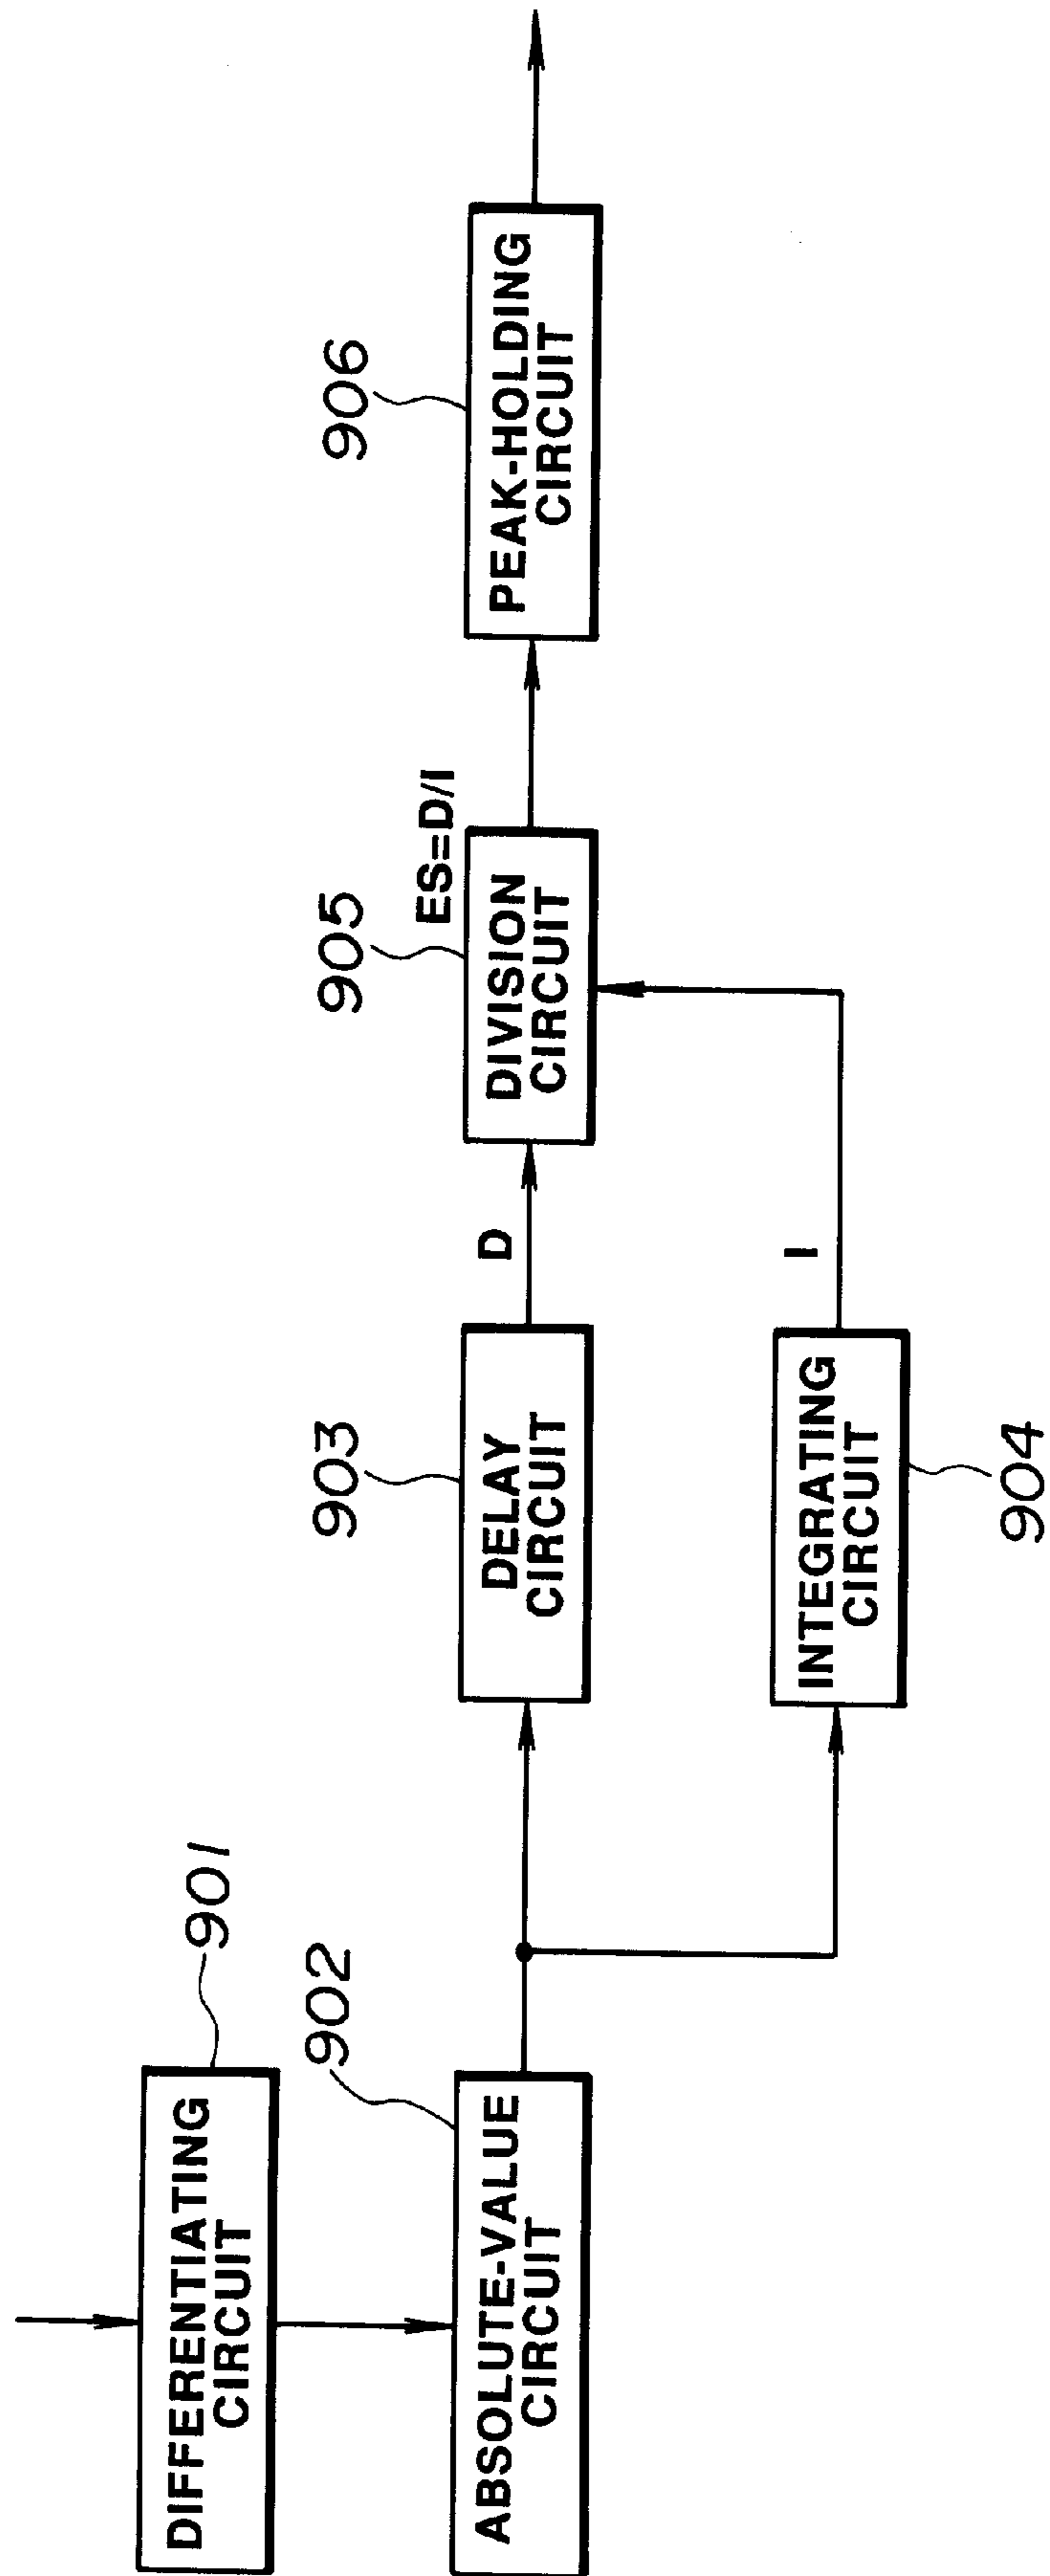 901
DIFFERENTIATING
CIRCUIT
902
ABSOLUTE-VALUE
CIRCUIT
903
DELAY
CIRCUIT
D
904
INTEGRATING
CIRCUIT
I
905
ES=D/I
DIVISION
CIRCUIT
906
PEAK-HOLDING
CIRCUIT